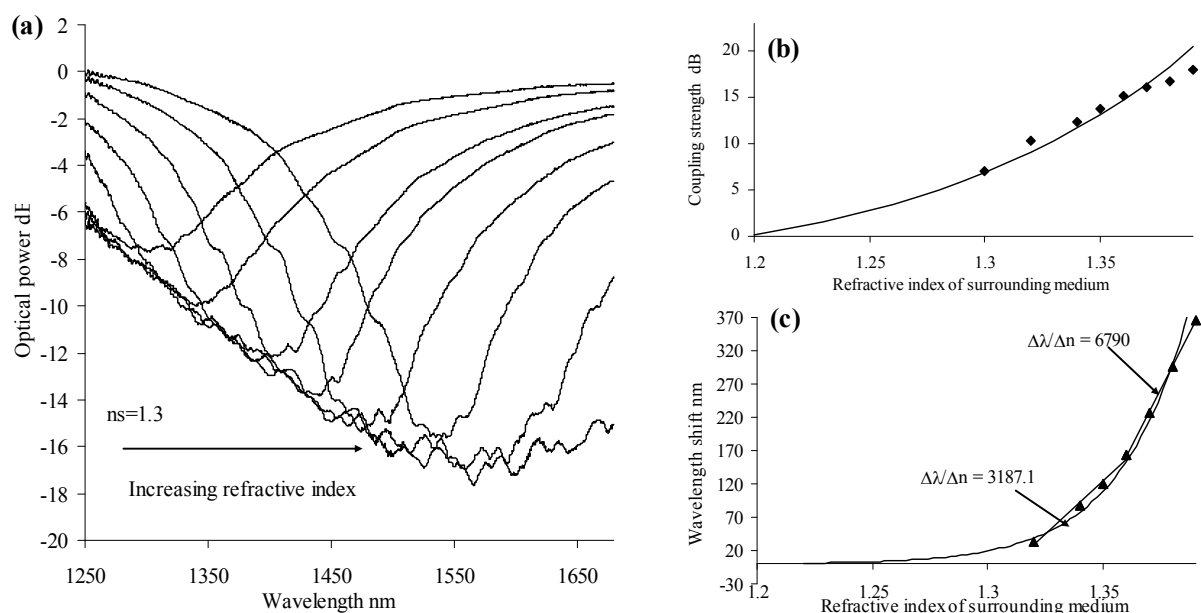 (a)
2
0
-2
-4
-6
-8
-10
-12
-14
-16
-18
-20
Optical power dB
ns=1.3
Increasing refractive index
1250 1350 1450 1550 1650
Wavelength nm
(b)
20
15
10
5
0
Coupling strength dB
1.2 1.25 1.3 1.35
Refractive index of surrounding medium
(c)
370
320
270
220
170
120
70
20
-30
Wavelength shift nm
Δλ/Δn = 6790
Δλ/Δn = 3187.1
1.2 1.25 1.3 1.35
Refractive index of surrounding medium